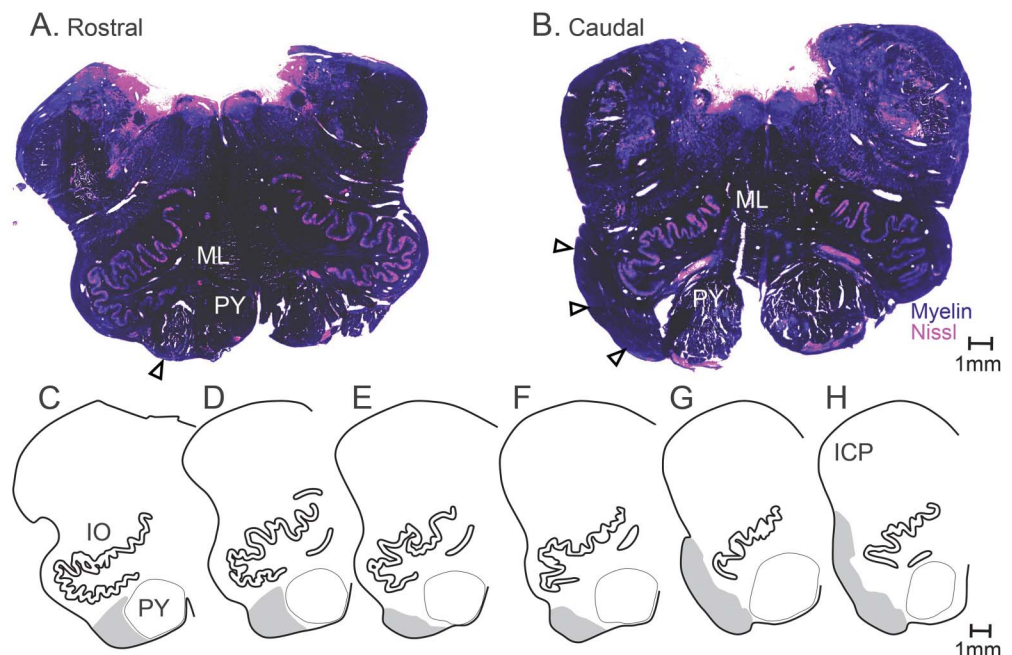 A. Rostral
B. Caudal
ML
PY
ML
PY
Myelin
Nissl
1mm
C
D
E
F
G
H
ICP
IO
PY
1mm